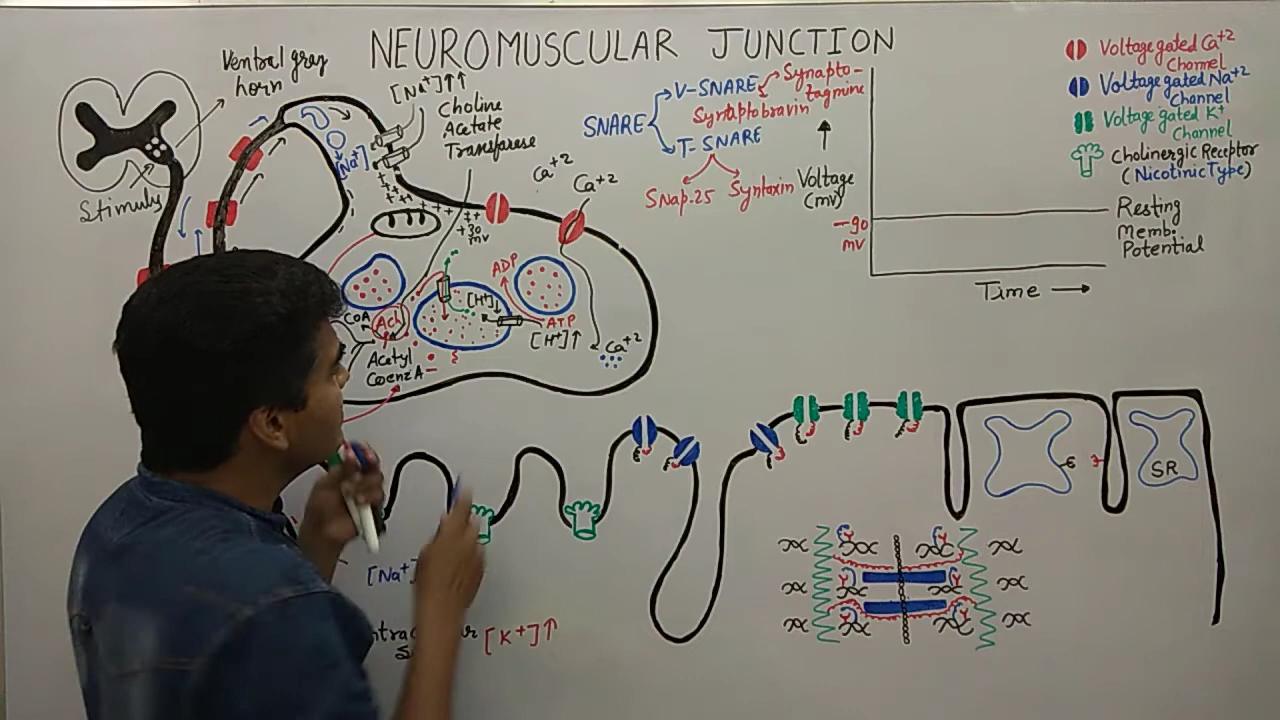 NEUROMUSCULAR JUNCTION
Ventral gray
horn
Stimuly
[Na+]↑↑
Choline
Acetate
Transfarese
[Na+]
Ca+2
Ca+2
+30
mv
SNARE
V-SNARE
Synapto-
tagmine
Synaptobravin
T-SNARE
Snap-25
Syntaxin
Voltage
(mv)
-90
mv
Resting
Memb.
Potential
Time →
Voltage gated Ca+2
Channel
Voltage gated Na+2
Channel
Voltage gated K+
Channel
Cholinergic Receptor
(Nicotinic Type)
ADP
[H+]↓
ATP
[H+]↑
Ca+2
COA
Ach
Acetyl
CoenzA
[Na+]
[K+]↑
SR